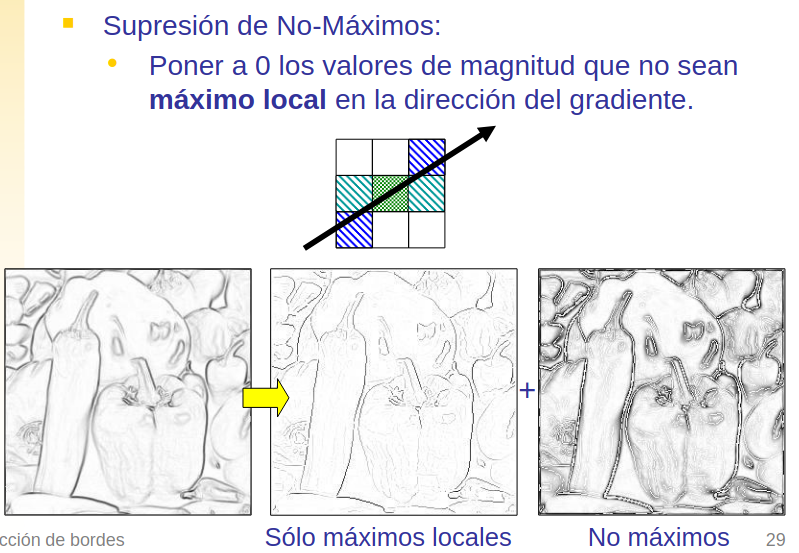 Supresión de No-Máximos:
Poner a 0 los valores de magnitud que no sean
máximo local en la dirección del gradiente.
+
cción de bordes
Sólo máximos locales
No máximos
29